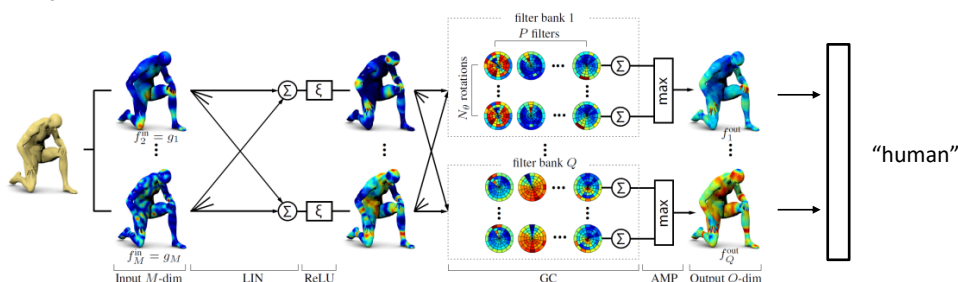 filter bank 1
P filters
N_θ rotations
Σ
ξ
Σ
max
f_2^in = g_1
f_1^out
Σ
filter bank Q
Σ
ξ
Σ
max
"human"
Σ
f_M^in = g_M
f_Q^out
Input M-dim
LIN
ReLU
GC
AMP
Output Q-dim